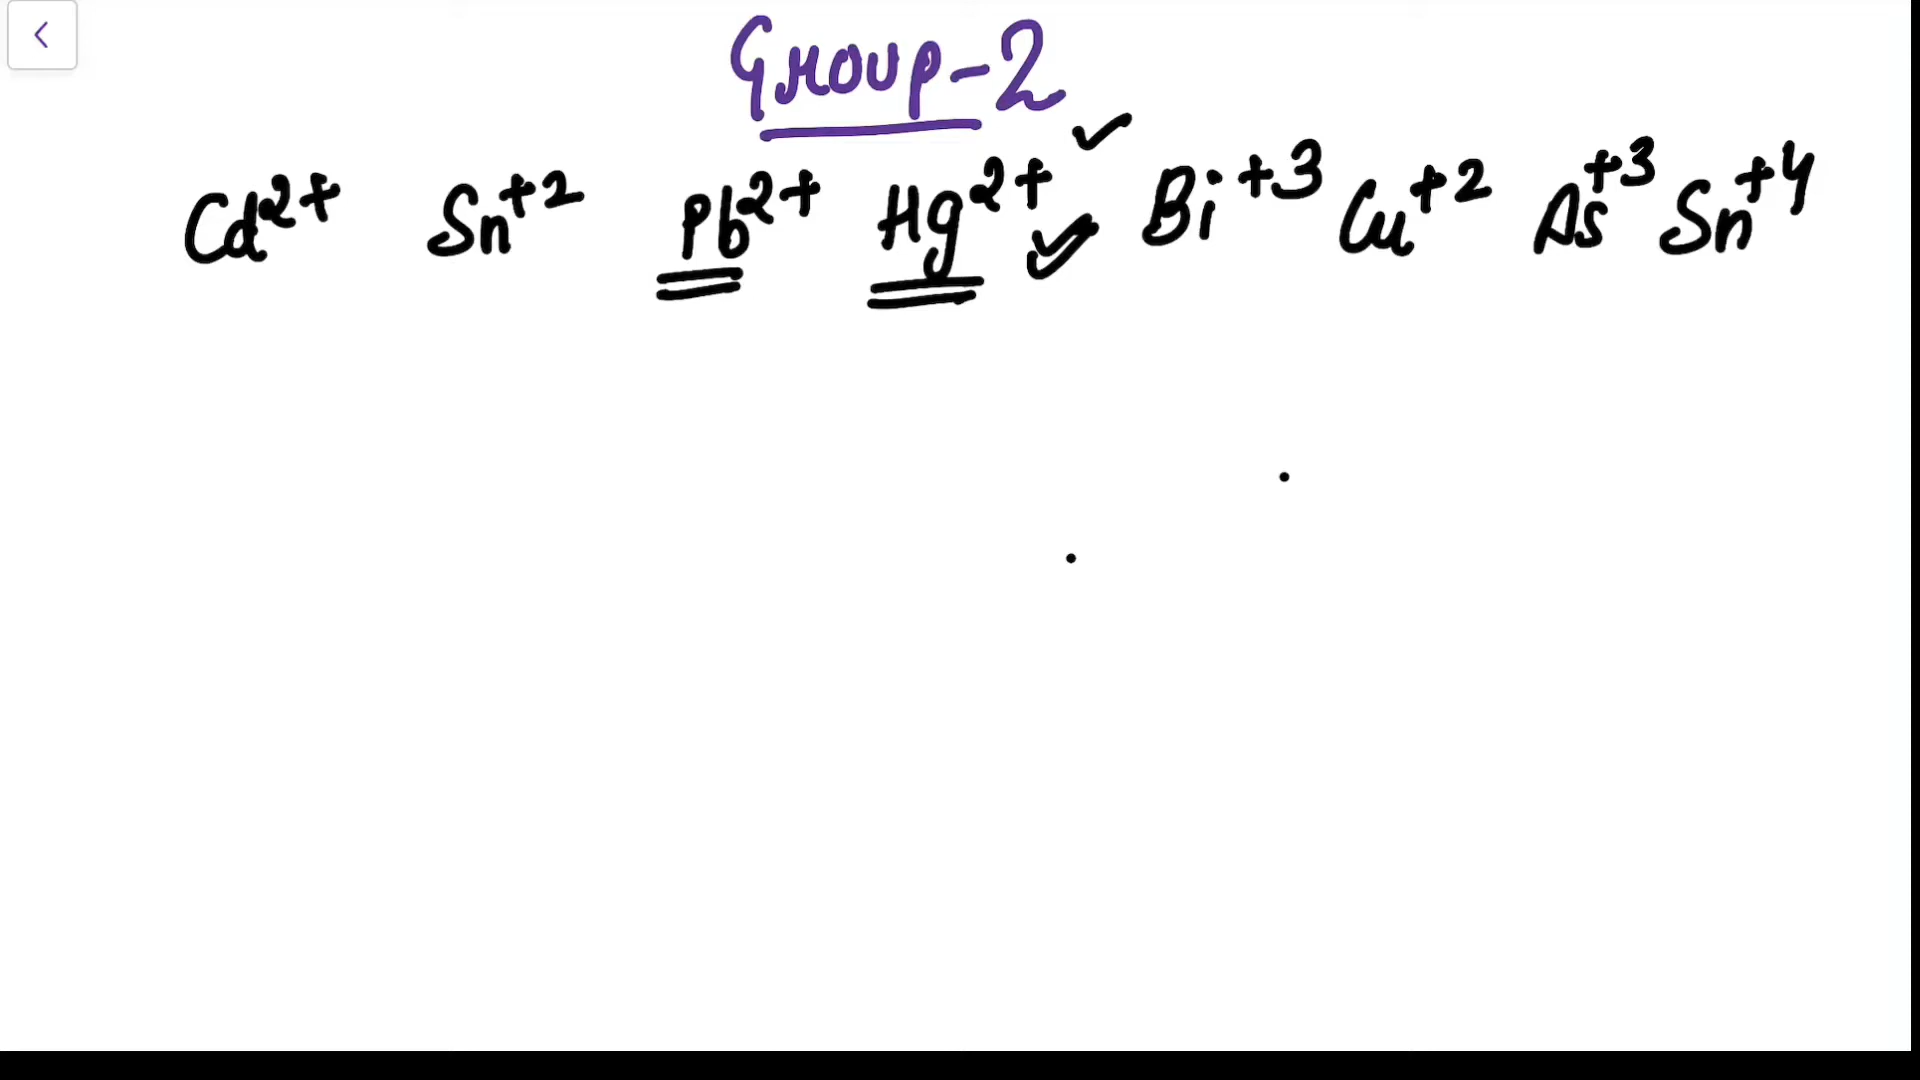 Group-2
Cd²⁺ Sn⁺² Pb²⁺ Hg²⁺ Bi⁺³ Cu⁺² As⁺³ Sn⁺⁴